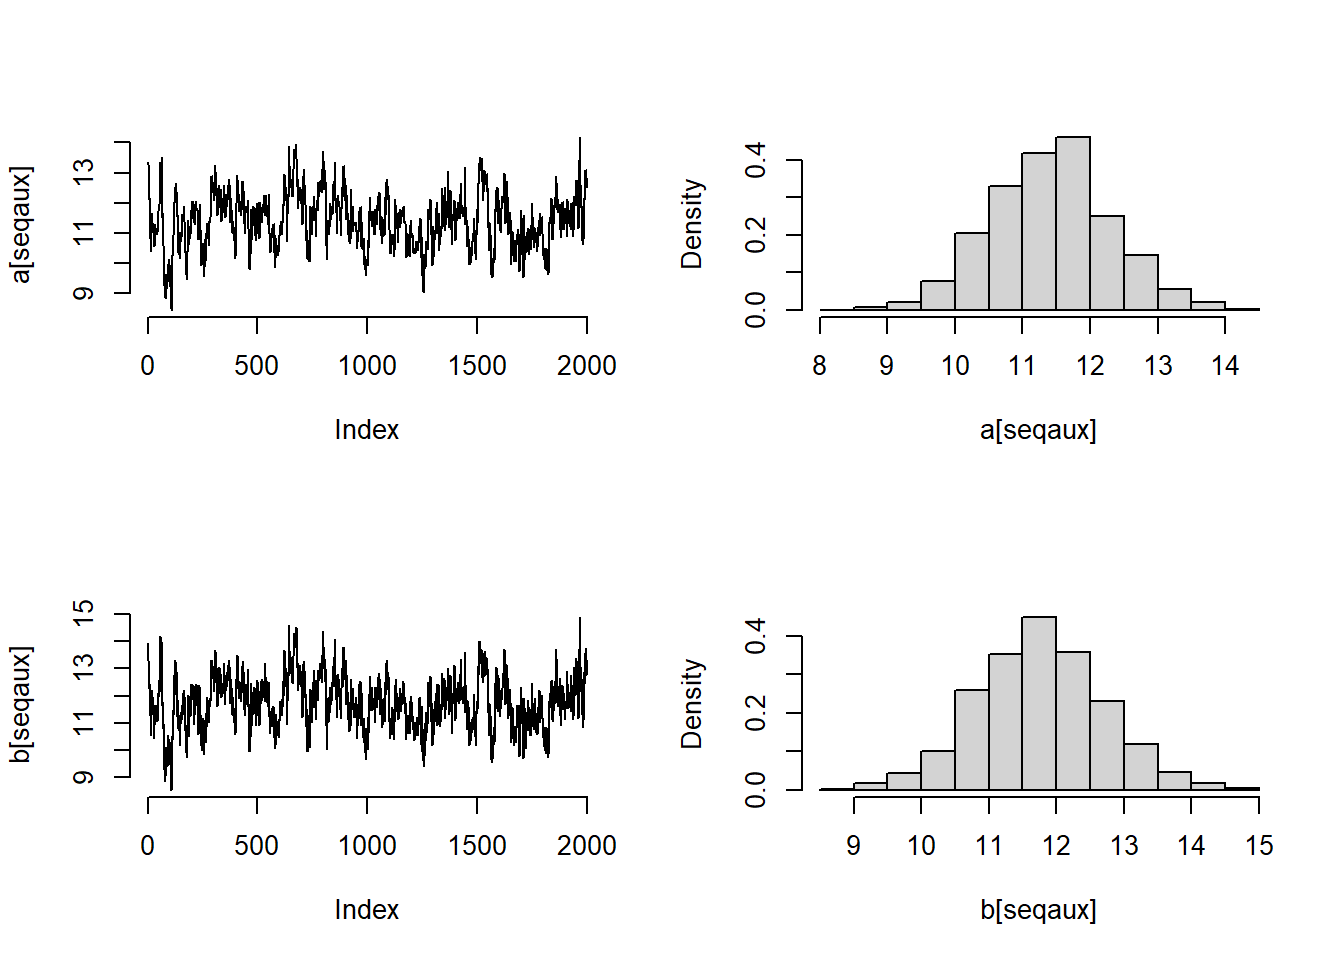 a[seqaux]
9 11 13
0 500 1000 1500 2000
Index
Density
0.0 0.2 0.4
8 9 10 11 12 13 14
a[seqaux]
b[seqaux]
9 11 13 15
0 500 1000 1500 2000
Index
Density
0.0 0.2 0.4
9 10 11 12 13 14 15
b[seqaux]